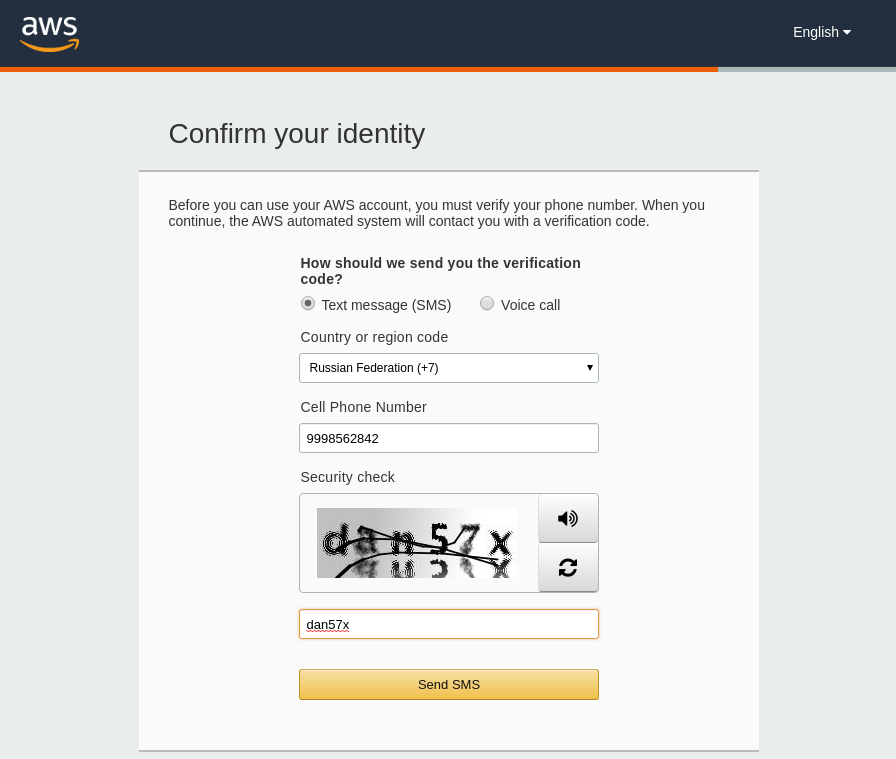 aws
English
Confirm your identity
Before you can use your AWS account, you must verify your phone number. When you
continue, the AWS automated system will contact you with a verification code.
How should we send you the verification
code?
Text message (SMS) Voice call
Country or region code
Russian Federation (+7)
Cell Phone Number
9998562842
Security check
dan57x
dan57x
Send SMS